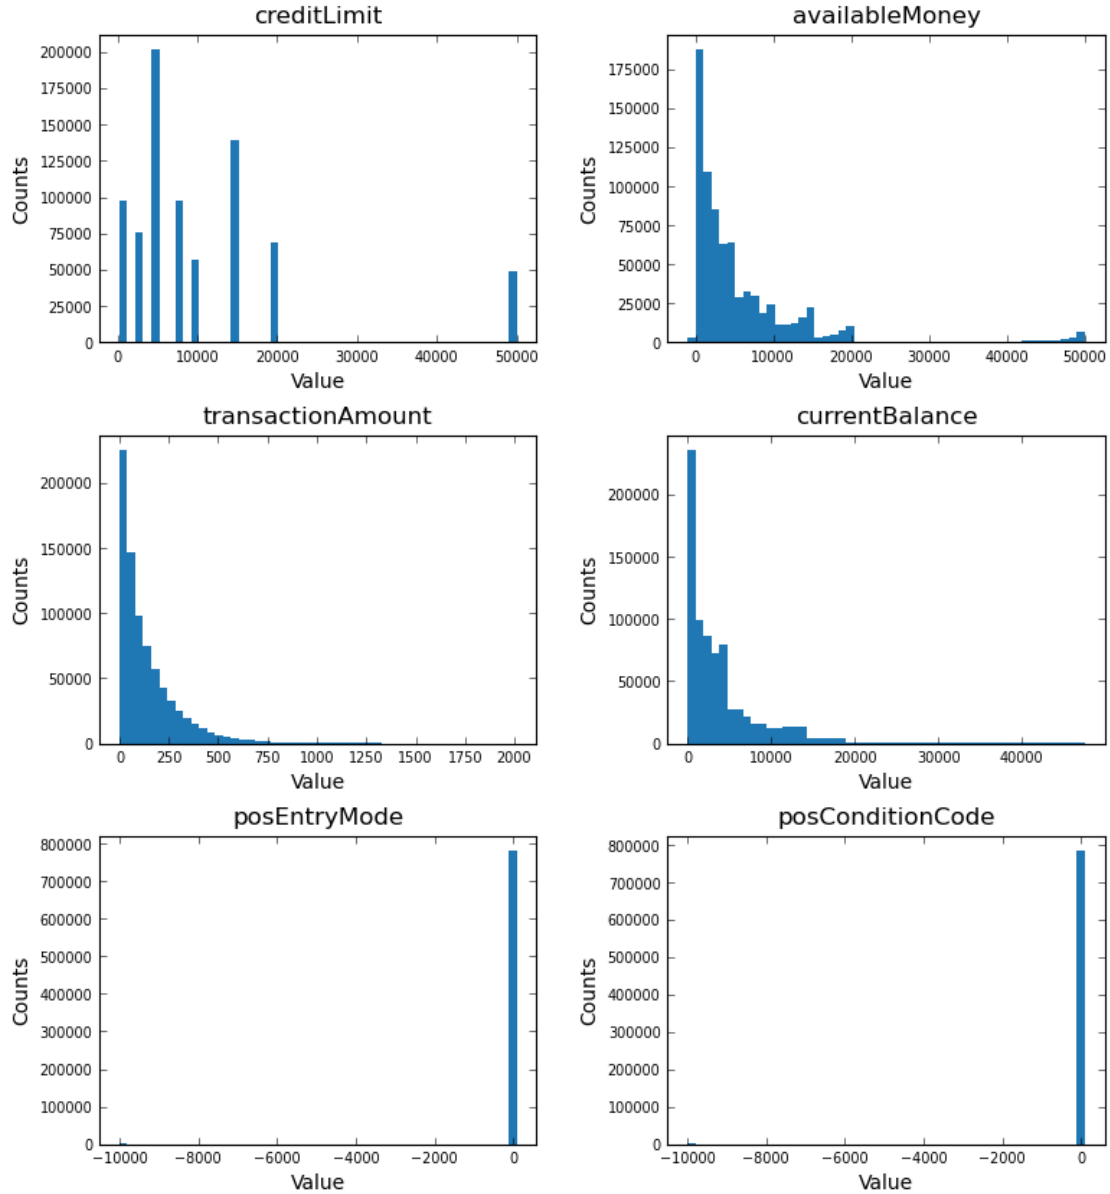 creditLimit
200000
175000
150000
125000
100000
75000
50000
25000
0
Counts
0 10000 20000 30000 40000 50000
Value
availableMoney
175000
150000
125000
100000
75000
50000
25000
0
Counts
0 10000 20000 30000 40000 50000
Value
transactionAmount
200000
150000
100000
50000
0
Counts
0 250 500 750 1000 1250 1500 1750 2000
Value
currentBalance
200000
150000
100000
50000
0
Counts
0 10000 20000 30000 40000
Value
posEntryMode
800000
700000
600000
500000
400000
300000
200000
100000
0
Counts
−10000 −8000 −6000 −4000 −2000 0
Value
posConditionCode
800000
700000
600000
500000
400000
300000
200000
100000
0
Counts
−10000 −8000 −6000 −4000 −2000 0
Value